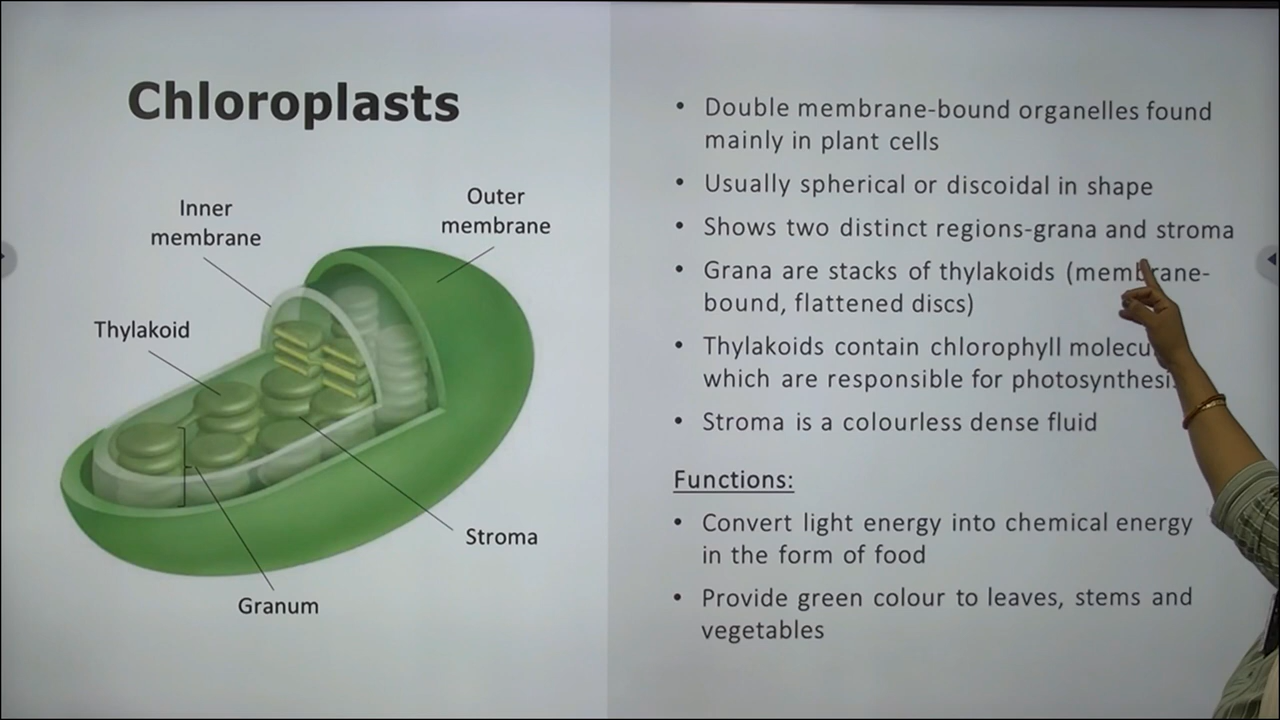 Chloroplasts
Inner
membrane
Outer
membrane
Thylakoid
Stroma
Granum
• Double membrane-bound organelles found
mainly in plant cells
• Usually spherical or discoidal in shape
• Shows two distinct regions-grana and stroma
• Grana are stacks of thylakoids (membrane-
bound, flattened discs)
• Thylakoids contain chlorophyll
which are responsible for
• Stroma is a colourless dense fluid
Functions:
• Convert light energy into chemical energy
in the form of food
• Provide green colour to leaves, stems and
vegetables